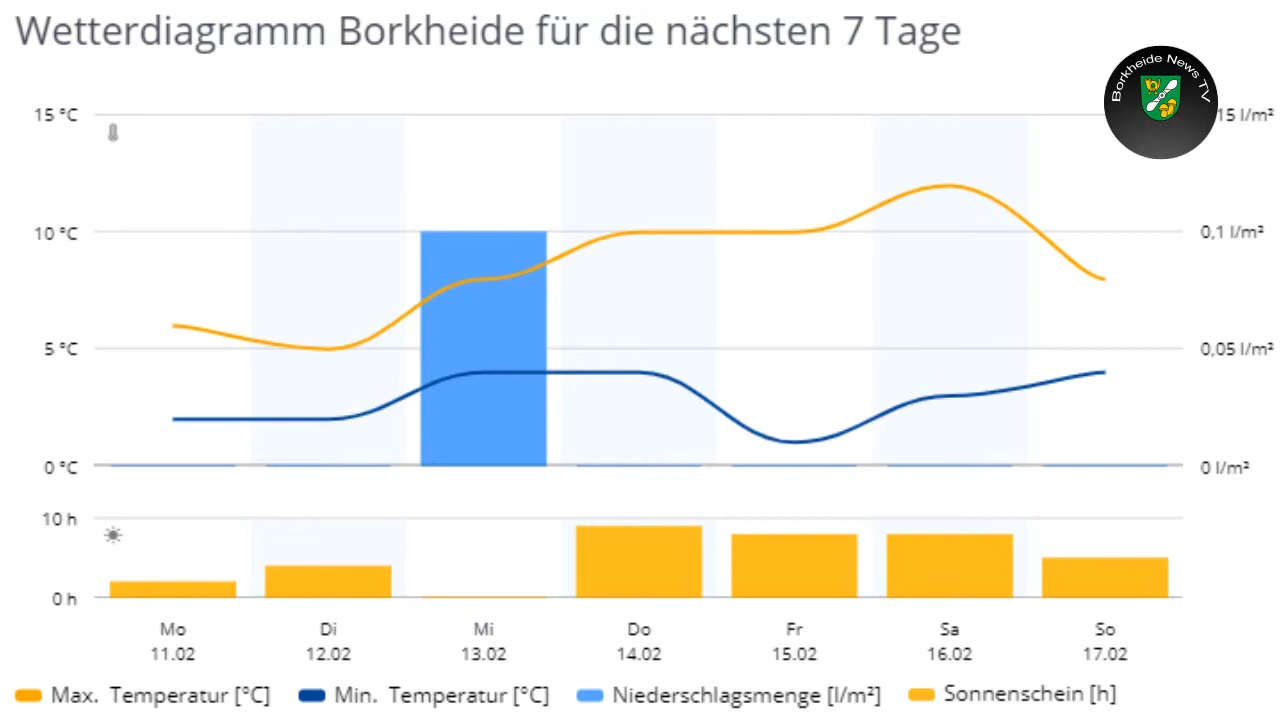 Wetterdiagramm Borkheide für die nächsten 7 Tage
Borkheide News TV
15 °C
15 l/m²
10 °C
0,1 l/m²
5 °C
0,05 l/m²
0 °C
0 l/m²
10 h
0 h
Mo Di Mi Do Fr Sa So
11.02 12.02 13.02 14.02 15.02 16.02 17.02
Max. Temperatur [°C] Min. Temperatur [°C] Niederschlagsmenge [l/m²] Sonnenschein [h]